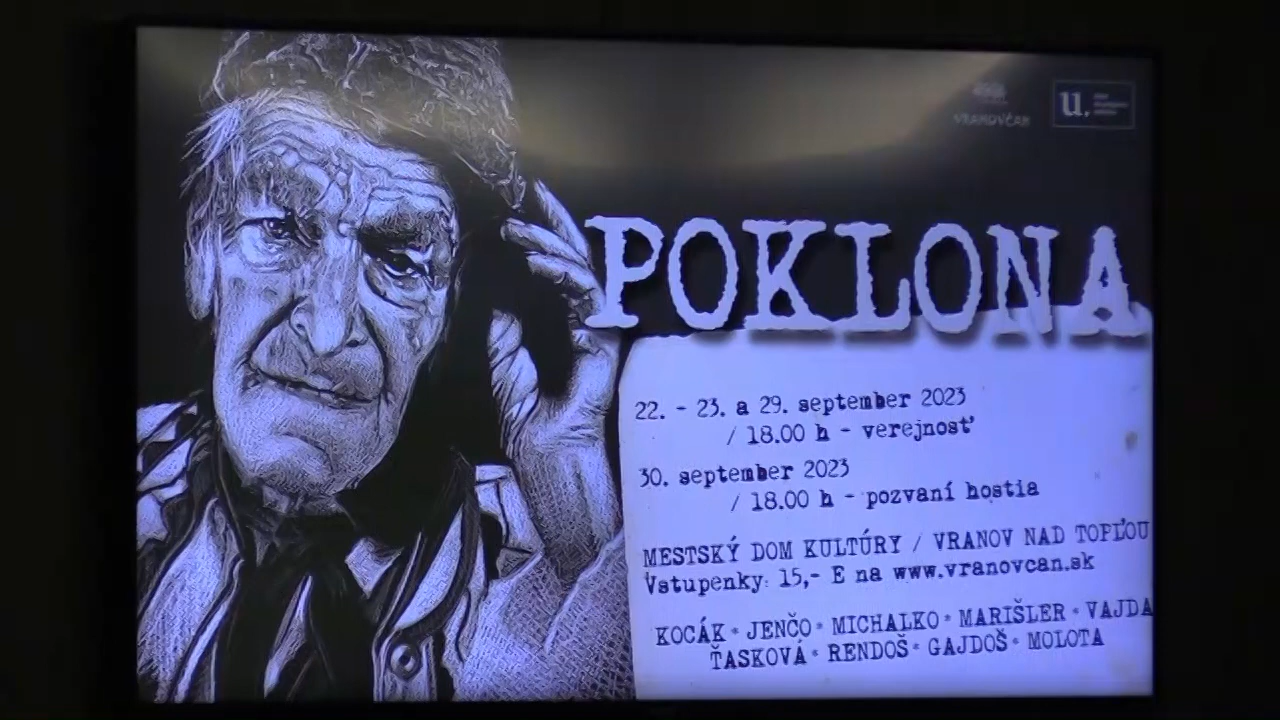 VRANOVČAN
u.
POKLONA
22. - 23. a 29. september 2023
/ 18.00 h - verejnosť
30. september 2023
/ 18.00 h - pozvaní hostia
MESTSKÝ DOM KULTÚRY / VRANOV NAD TOPĽOU
Vstupenky: 15,- E na www.vranovcan.sk
KOCÁK * JENČO * MICHALKO * MARIŠLER * VAJDA
ŤASKOVÁ * RENDOŠ * GAJDOŠ * MOLOTA